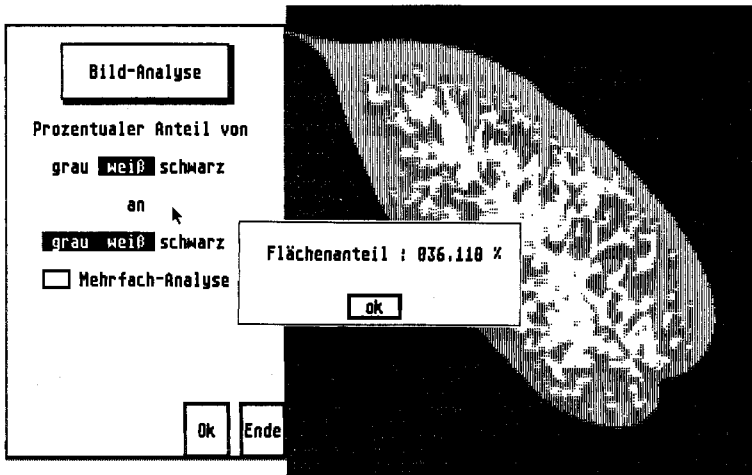 Bild-Analyse
Prozentualer Anteil von
grau weiß schwarz
an
grau weiß schwarz
Mehrfach-Analyse
Flächenanteil : 036.110 %
ok
Ok Ende